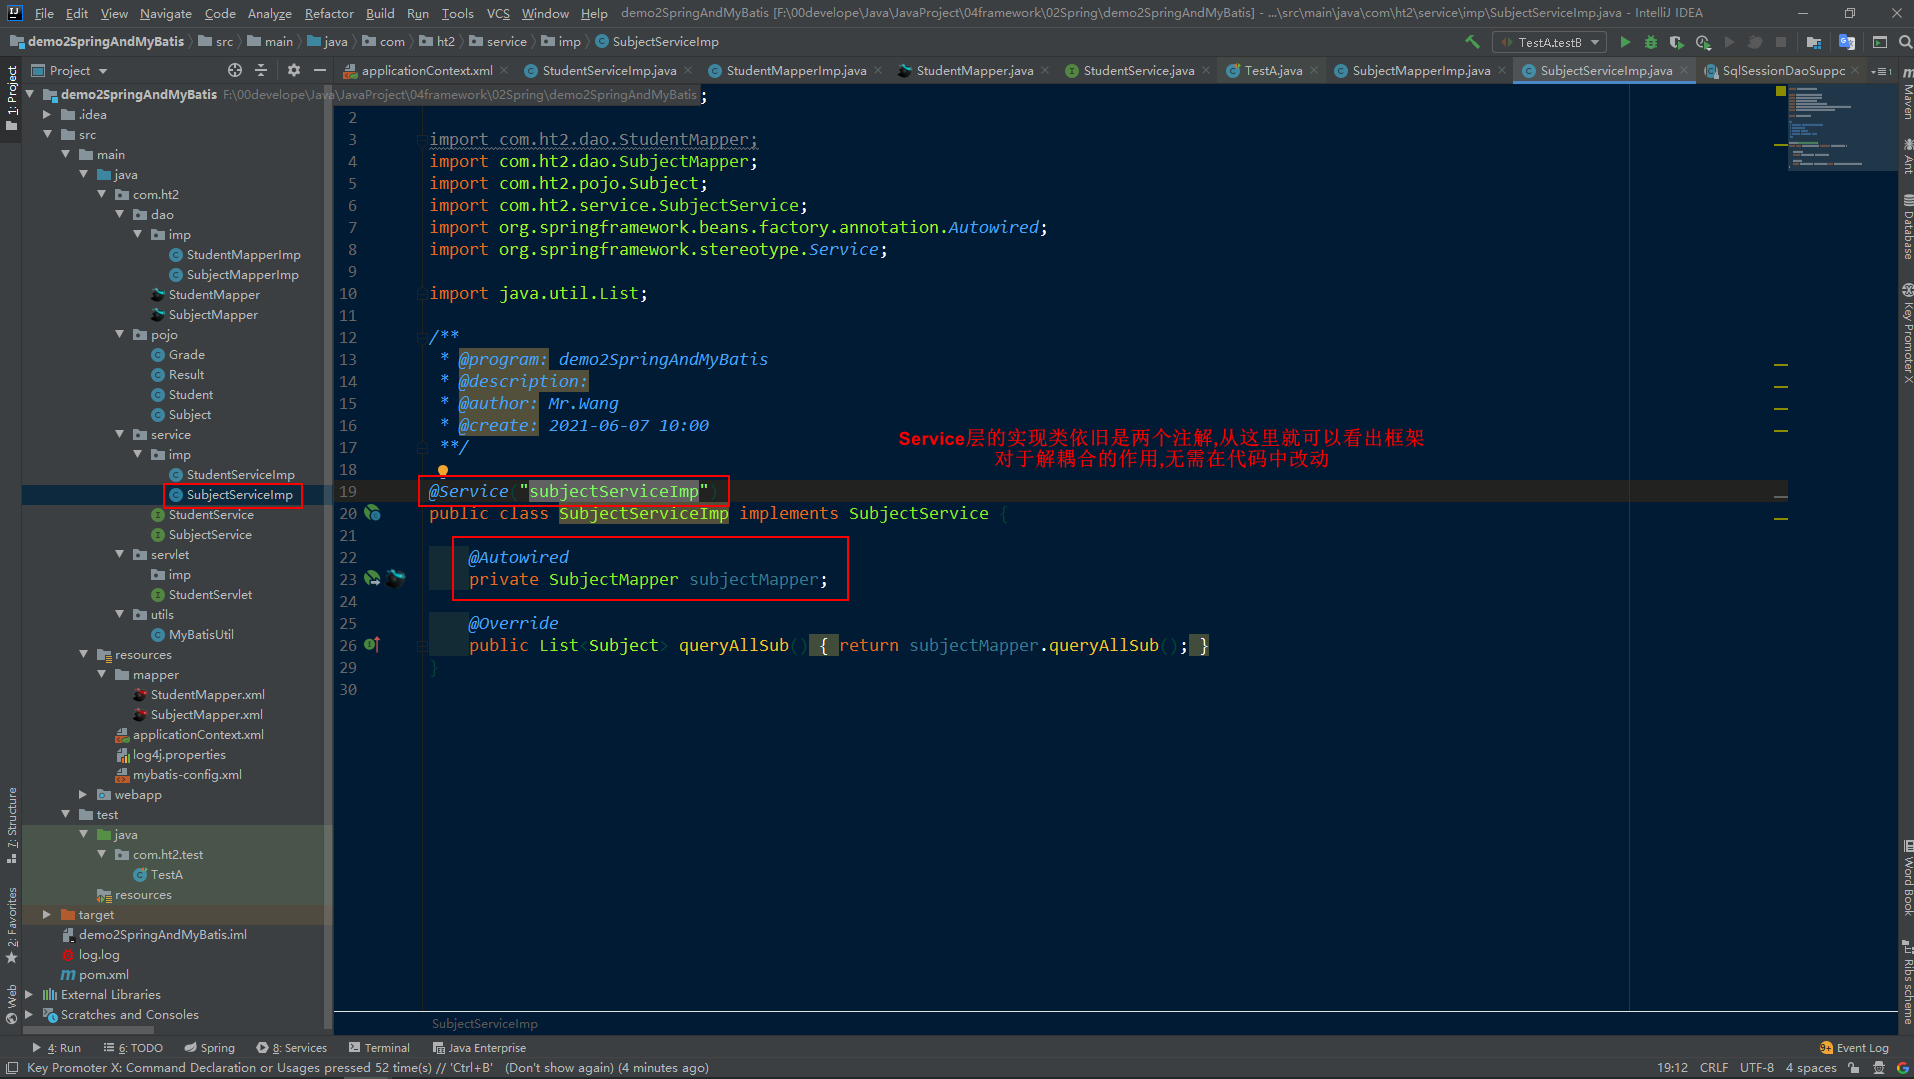 File Edit View Navigate Code Analyze Refactor Build Run Tools VCS Window Help demo2SpringAndMyBatis [F:\00develope\Java\JavaProject\04framework\02Spring\demo2SpringAndMyBatis] - ...\src\main\java\com\ht2\service\imp\SubjectServiceImp.java - IntelliJ IDEA
demo2SpringAndMyBatis src main java com ht2 service imp SubjectServiceImp TestA.testB
Project applicationContext.xml StudentServiceImp.java StudentMapperImp.java StudentMapper.java StudentService.java TestA.java SubjectMapperImp.java SubjectServiceImp.java SqlSessionDaoSuppc
1: Project
7: Structure
2: Favorites
Web
demo2SpringAndMyBatis F:\00develope\Java\JavaProject\04framework\02Spring\demo2SpringAndMyBatis
.idea
src
main
java
com.ht2
dao
imp
StudentMapperImp
SubjectMapperImp
StudentMapper
SubjectMapper
pojo
Grade
Result
Student
Subject
service
imp
StudentServiceImp
SubjectServiceImp
StudentService
SubjectService
servlet
imp
StudentServlet
utils
MyBatisUtil
resources
mapper
StudentMapper.xml
SubjectMapper.xml
applicationContext.xml
log4j.properties
mybatis-config.xml
webapp
test
java
com.ht2.test
TestA
resources
target
demo2SpringAndMyBatis.iml
log.log
pom.xml
External Libraries
Scratches and Consoles
;
2
3 import com.ht2.dao.StudentMapper;
4 import com.ht2.dao.SubjectMapper;
5 import com.ht2.pojo.Subject;
6 import com.ht2.service.SubjectService;
7 import org.springframework.beans.factory.annotation.Autowired;
8 import org.springframework.stereotype.Service;
9
10 import java.util.List;
11
12 /**
13 * @program: demo2SpringAndMyBatis
14 * @description:
15 * @author: Mr.Wang
16 * @create: 2021-06-07 10:00
17 **/
Service层的实现类依旧是两个注解,从这里就可以看出框架
对于解耦合的作用,无需在代码中改动
18
19 @Service("subjectServiceImp")
20 public class SubjectServiceImp implements SubjectService {
21
22 @Autowired
23 private SubjectMapper subjectMapper;
24
25 @Override
26 public List<Subject> queryAllSub() { return subjectMapper.queryAllSub(); }
29 }
30
SubjectServiceImp
Maven
Ant
Database
Key Promoter X
Word Book
iBfis scheme
4: Run 6: TODO Spring 8: Services Terminal Java Enterprise 9+ Event Log
Key Promoter X: Command Declaration or Usages pressed 52 time(s) // 'Ctrl+B' (Don't show again) (4 minutes ago) 19:12 CRLF UTF-8 4 spaces